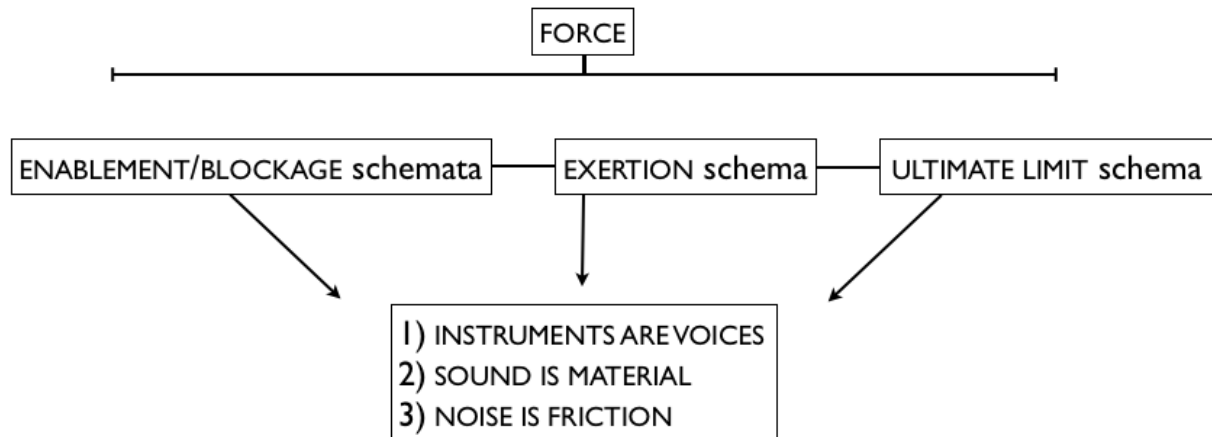 FORCE
ENABLEMENT/BLOCKAGE schemata
EXERTION schema
ULTIMATE LIMIT schema
1) INSTRUMENTS ARE VOICES
2) SOUND IS MATERIAL
3) NOISE IS FRICTION